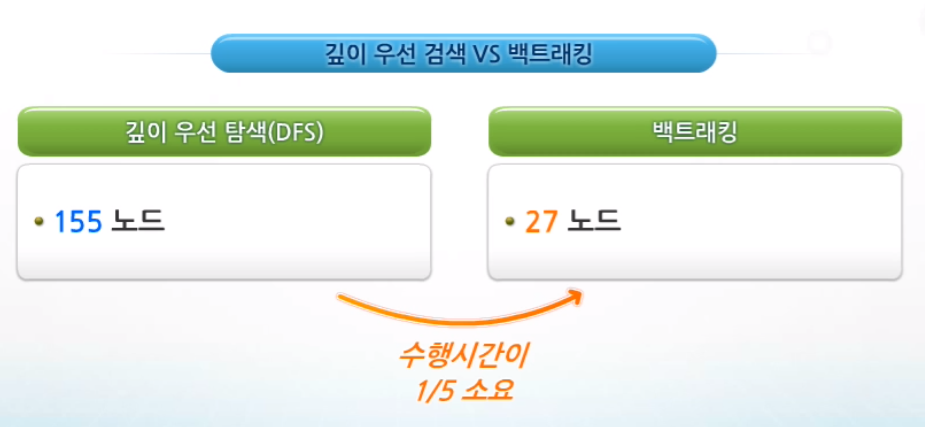 깊이 우선 검색 VS 백트래킹
깊이 우선 탐색(DFS)
백트래킹
• 155 노드
• 27 노드
수행시간이
1/5 소요